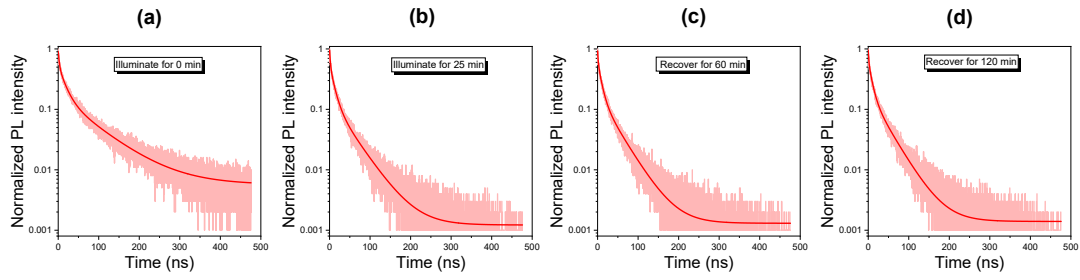 (a)
Normalized PL intensity
1
0.1
0.01
0.001
Illuminate for 0 min
0 100 200 300 400 500
Time (ns)
(b)
Normalized PL intensity
1
0.1
0.01
0.001
Illuminate for 25 min
0 100 200 300 400 500
Time (ns)
(c)
Normalized PL intensity
1
0.1
0.01
0.001
Recover for 60 min
0 100 200 300 400 500
Time (ns)
(d)
Normalized PL intensity
1
0.1
0.01
0.001
Recover for 120 min
0 100 200 300 400 500
Time (ns)